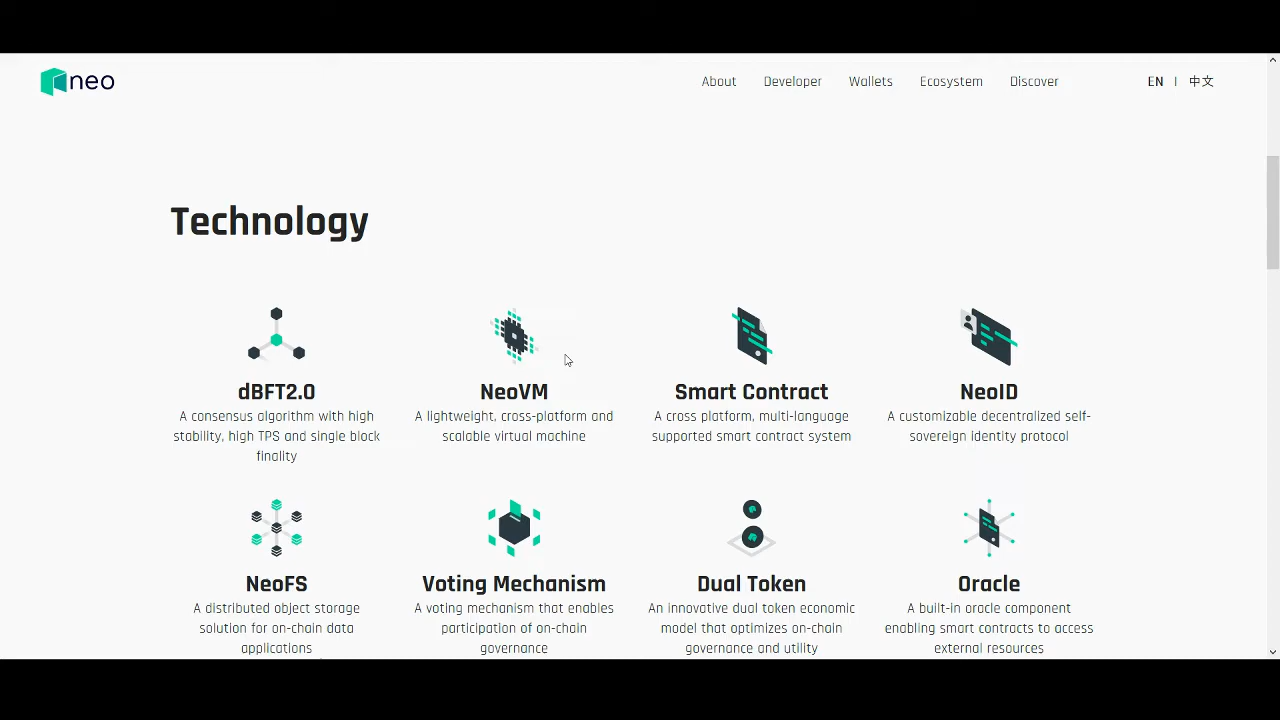 neo
About Developer Wallets Ecosystem Discover EN | 中文
Technology
dBFT2.0
A consensus algorithm with high
stability, high TPS and single block
finality
NeoVM
A lightweight, cross-platform and
scalable virtual machine
Smart Contract
A cross platform, multi-language
supported smart contract system
NeoID
A customizable decentralized self-
sovereign identity protocol
NeoFS
A distributed object storage
solution for on-chain data
applications
Voting Mechanism
A voting mechanism that enables
participation of on-chain
governance
Dual Token
An innovative dual token economic
model that optimizes on-chain
governance and utility
Oracle
A built-in oracle component
enabling smart contracts to access
external resources